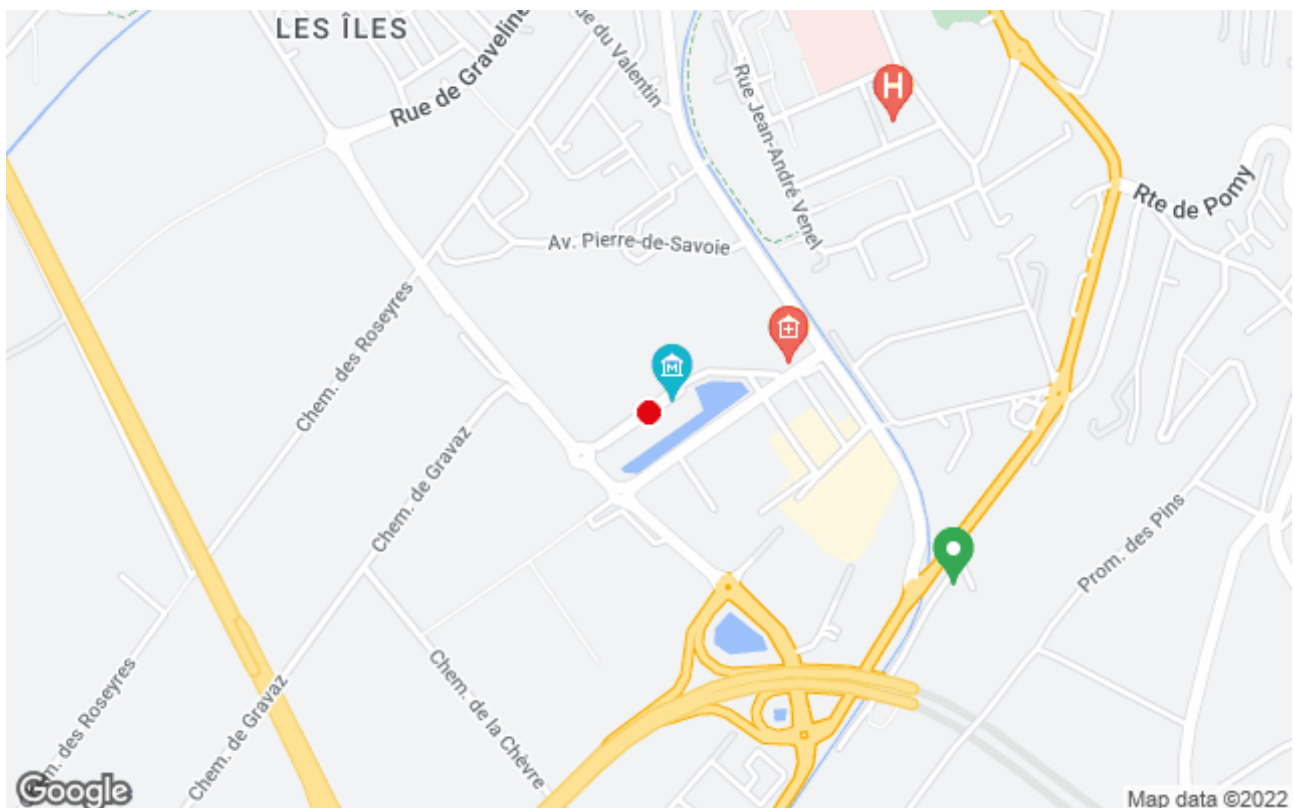 LES ÎLES
Rue de Graveline
ue du Valentin
Rue Jean-André Venel
H
Rte de Pomy
Av. Pierre-de-Savoie
Chem. des Roseyres
M
Chem. de Gravaz
Prom. des Pins
Chem. de la Chèvre
m. des Roseyres
Chem. de Gravaz
Google
Map data ©2022